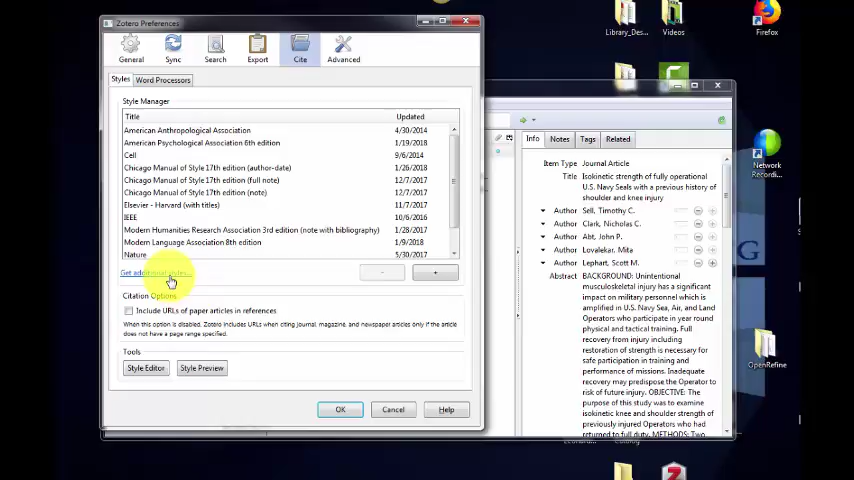 Zotero Preferences
General
Sync
Search
Export
Cite
Advanced
Styles
Word Processors
Style Manager
Title
Updated
American Anthropological Association 4/30/2014
American Psychological Association 6th edition 1/19/2018
Cell 9/6/2014
Chicago Manual of Style 17th edition (author-date) 1/26/2018
Chicago Manual of Style 17th edition (full note) 12/7/2017
Chicago Manual of Style 17th edition (note) 12/7/2017
Elsevier - Harvard (with titles) 11/7/2017
IEEE 10/6/2016
Modern Humanities Research Association 3rd edition (note with bibliography) 1/28/2017
Modern Language Association 8th edition 1/9/2018
Nature 5/30/2017
Get additional styles...
-
+
Citation Options
Include URLs of paper articles in references
When this option is disabled, Zotero includes URLs when citing journal, magazine, and newspaper articles only if the article
does not have a page range specified.
Tools
Style Editor
Style Preview
OK
Cancel
Help
Info
Notes
Tags
Related
Item Type Journal Article
Title Isokinetic strength of fully operational
U.S. Navy Seals with a previous history of
shoulder and knee injury
Author Sell, Timothy C.
Author Clark, Nicholas C.
Author Abt, John P.
Author Lovalekar, Mita
Author Lephart, Scott M.
Abstract BACKGROUND: Unintentional
musculoskeletal injury has a significant
impact on military personnel which is
amplified in U.S. Navy Sea, Air, and Land
Operators who participate in year round
physical and tactical training. Full
recovery from injury including
restoration of strength is necessary for
safe participation in training and
performance of missions. Inadequate
recovery may predispose the Operator to
risk of future injury. OBJECTIVE: The
purpose of this study was to examine
isokinetic knee and shoulder strength of
previously injured Operators who had
returned to full duty. METHODS: Two
Library_Des...
Videos
Firefox
Network
Recordi...
G
OpenRefine